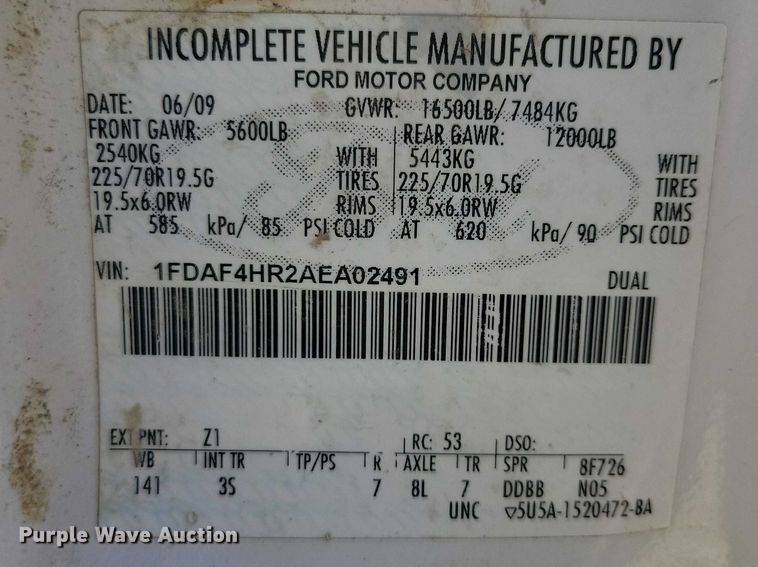 INCOMPLETE VEHICLE MANUFACTURED BY
FORD MOTOR COMPANY
DATE: 06/09 GVWR: 16500LB/ 7484KG
FRONT GAWR: 5600LB REAR GAWR: 12000LB
2540KG WITH 5443KG WITH
225/70R19.5G TIRES 225/70R19.5G TIRES
19.5x6.0RW RIMS 19.5x6.0RW RIMS
AT 585 kPa/ 85 PSI COLD AT 620 kPa/ 90 PSI COLD
VIN: 1FDAF4HR2AEA02491 DUAL
EXT PNT: Z1 RC: 53 DSO:
WB INT TR TP/PS R AXLE TR SPR 8F726
141 3S 7 8L 7 DDBB N05
UNC ▽5U5A-1520472-BA
Purple Wave Auction